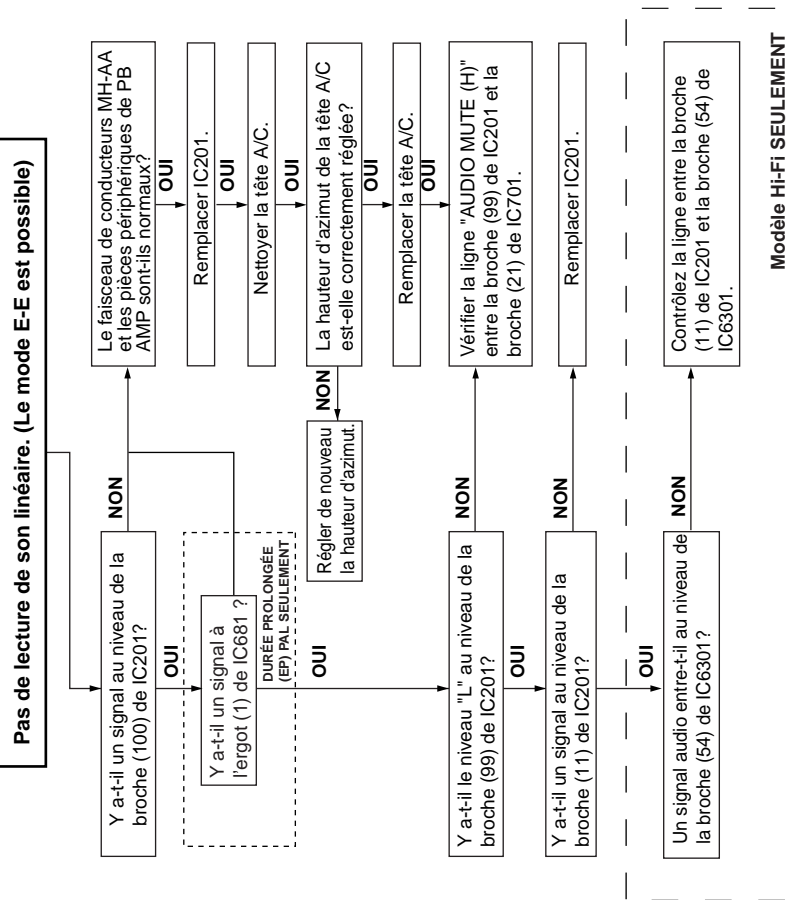 Pas de lecture de son linéaire. (Le mode E-E est possible)
Y a-t-il un signal au niveau de la
broche (100) de IC201?
NON
Le faisceau de conducteurs MH-AA
et les pièces périphériques de PB
AMP sont-ils normaux?
OUI
OUI
Remplacer IC201.
OUI
Y a-t-il un signal à
l'ergot (1) de IC681 ?
DURÉE PROLONGÉE
(EP) PAL SEULEMENT
Nettoyer la tête A/C.
OUI
La hauteur d'azimut de la tête A/C
est-elle correctement réglée?
NON
Régler de nouveau
la hauteur d'azimut.
OUI
OUI
Remplacer la tête A/C.
OUI
Y a-t-il le niveau "L" au niveau de la
broche (99) de IC201?
NON
Vérifier la ligne "AUDIO MUTE (H)"
entre la broche (99) de IC201 et la
broche (21) de IC701.
OUI
Y a-t-il un signal au niveau de la
broche (11) de IC201?
NON
Remplacer IC201.
OUI
Un signal audio entre-t-il au niveau de
la broche (54) de IC6301?
NON
Contrôlez la ligne entre la broche
(11) de IC201 et la broche (54) de
IC6301.
Modèle Hi-Fi SEULEMENT